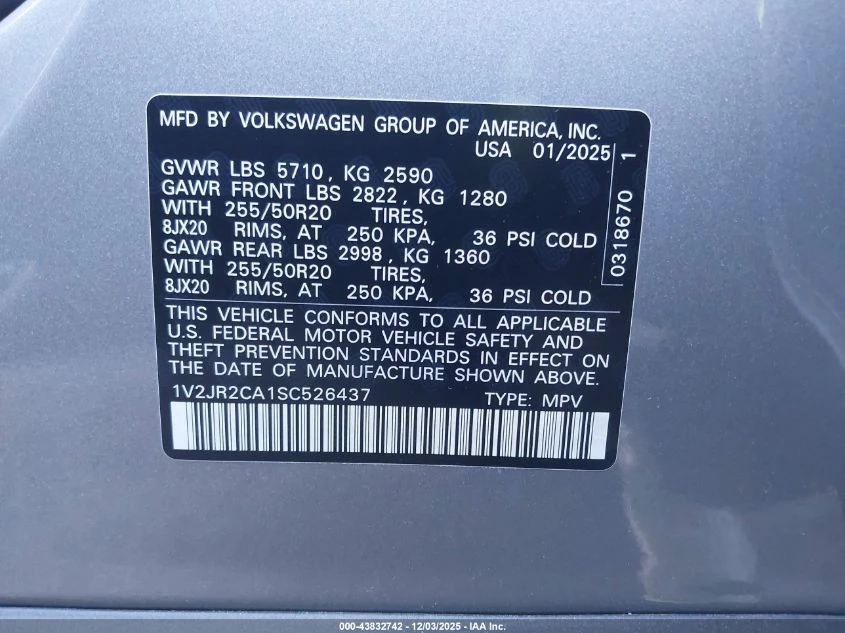 MFD BY VOLKSWAGEN GROUP OF AMERICA, INC.
USA 01/2025
GVWR LBS 5710, KG 2590
GAWR FRONT LBS 2822, KG 1280
WITH 255/50R20 TIRES,
8JX20 RIMS, AT 250 KPA, 36 PSI COLD
GAWR REAR LBS 2998, KG 1360
WITH 255/50R20 TIRES,
8JX20 RIMS, AT 250 KPA, 36 PSI COLD
0318670 1
THIS VEHICLE CONFORMS TO ALL APPLICABLE
U.S. FEDERAL MOTOR VEHICLE SAFETY AND
THEFT PREVENTION STANDARDS IN EFFECT ON
THE DATE OF MANUFACTURE SHOWN ABOVE.
1V2JR2CA1SC526437 TYPE: MPV
000-43832742 - 12/03/2025 - IAA Inc.